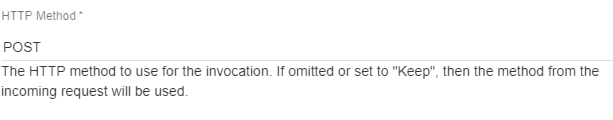 HTTP Method *
POST
The HTTP method to use for the invocation. If omitted or set to "Keep", then the method from the
incoming request will be used.